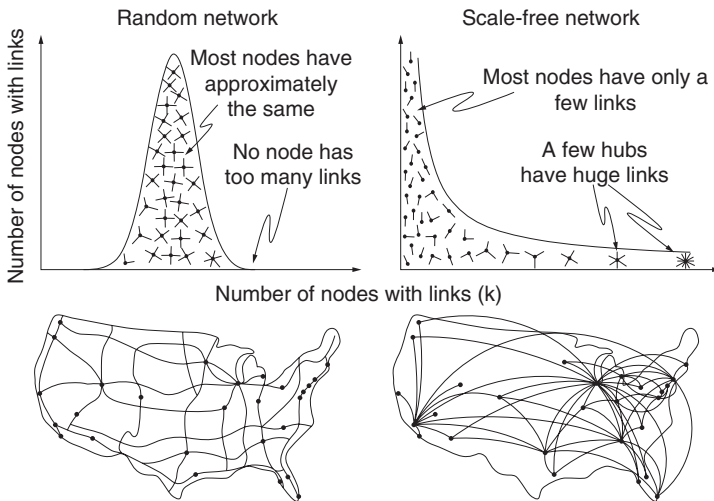 Random network
Scale-free network
Number of nodes with links
Most nodes have
approximately
the same
No node has
too many links
Most nodes have only a
few links
A few hubs
have huge links
Number of nodes with links (k)